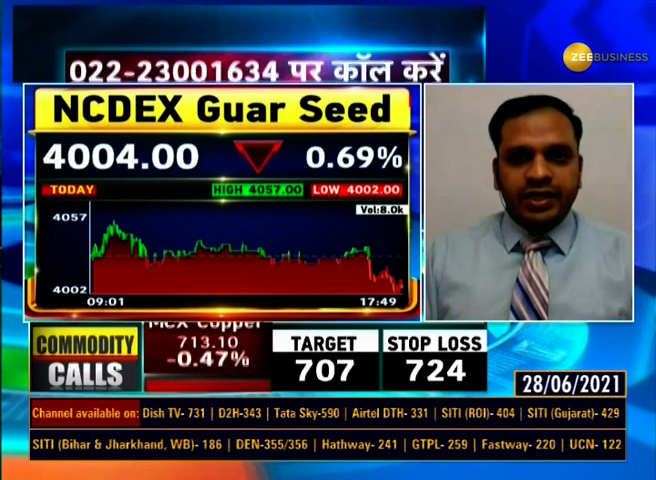 ZEEBUSINESS
022-23001634 पर कॉल करें
NCDEX Guar Seed
4004.00 0.69%
TODAY HIGH 4057.00 LOW 4002.00
Vol:8.0k
4057
4002
09:01 17:49
COMMODITY CALLS
MCX Copper
713.10
-0.47%
TARGET
707
STOP LOSS
724
28/06/2021
Channel available on: Dish TV- 731 | D2H-343 | Tata Sky-590 | Airtel DTH- 331 | SITI (ROI)- 404 | SITI (Gujarat)- 429
SITI (Bihar & Jharkhand, WB)- 186 | DEN-355/356 | Hathway- 241 | GTPL- 259 | Fastway- 220 | UCN- 122